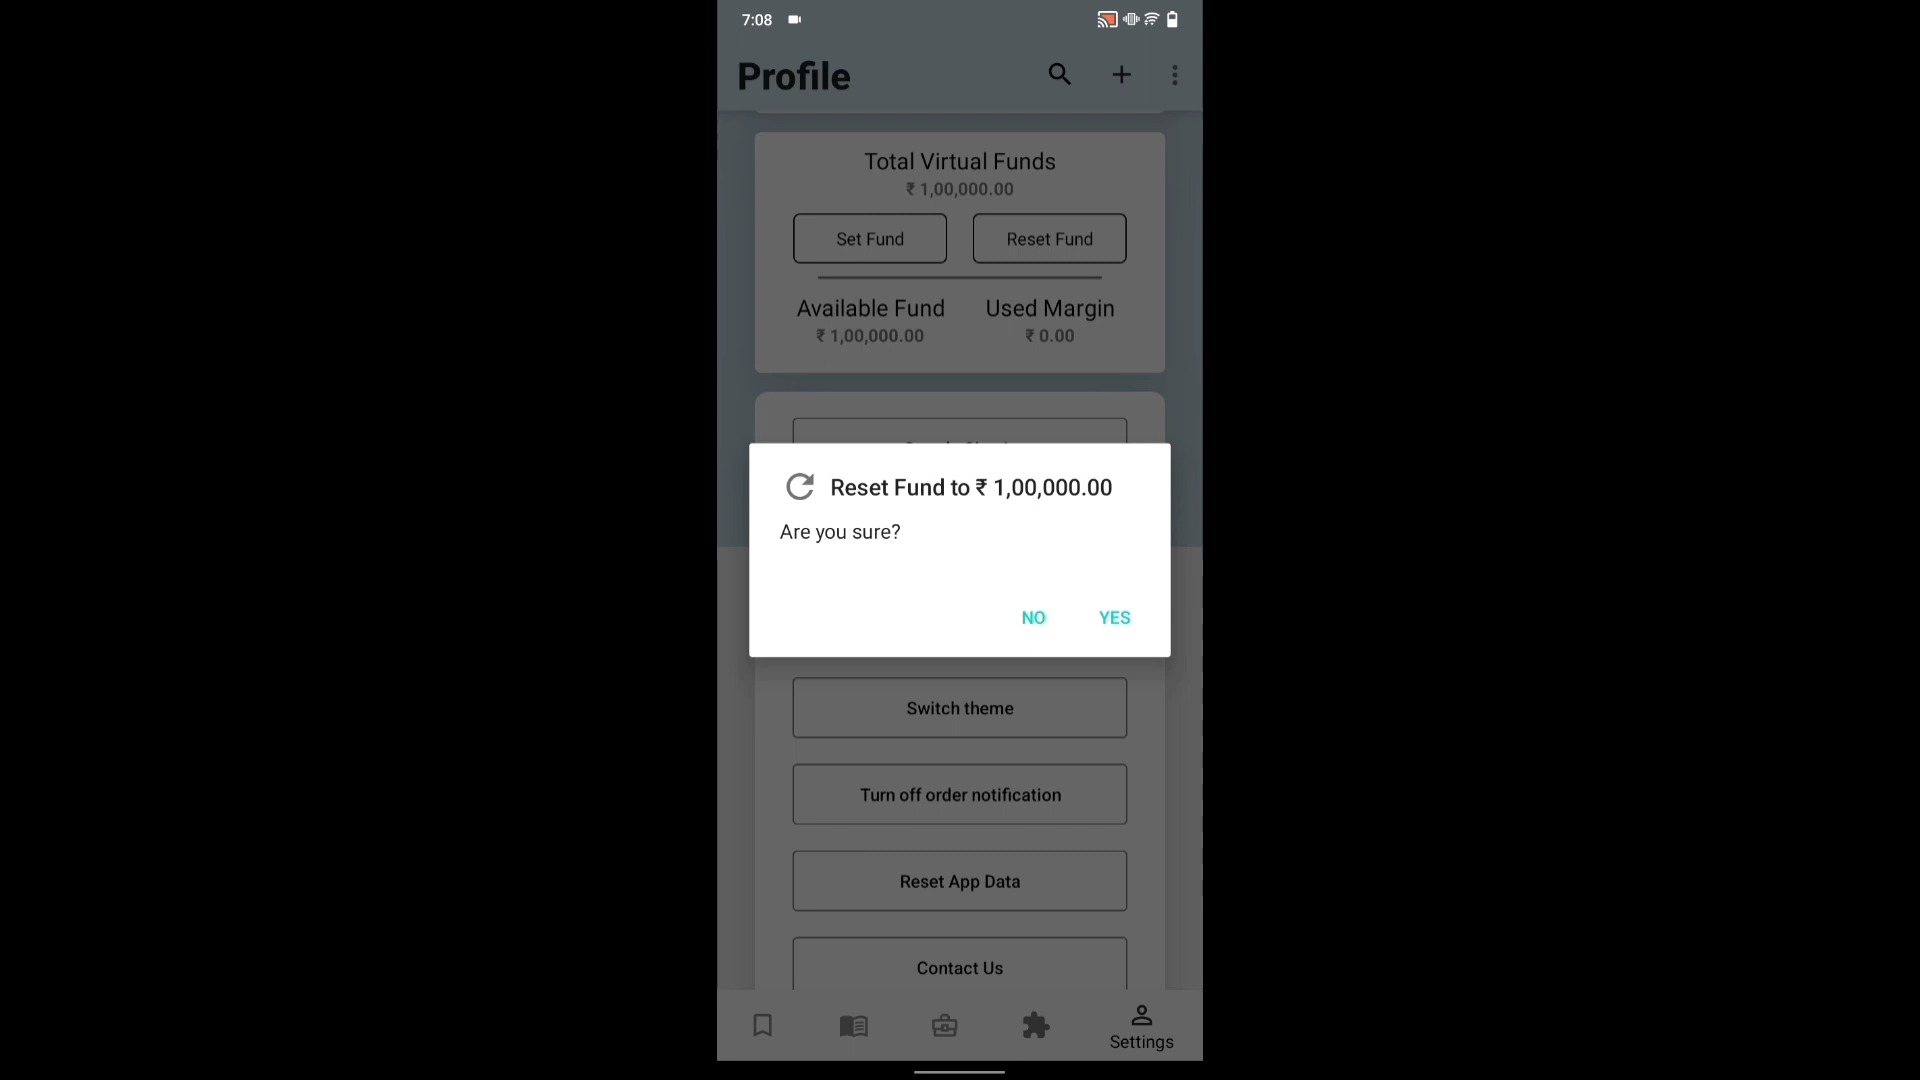 7:08
Profile
Total Virtual Funds
₹ 1,00,000.00
Set Fund
Reset Fund
Available Fund
Used Margin
₹ 1,00,000.00
₹ 0.00
Reset Fund to ₹ 1,00,000.00
Are you sure?
NO
YES
Switch theme
Turn off order notification
Reset App Data
Contact Us
Settings